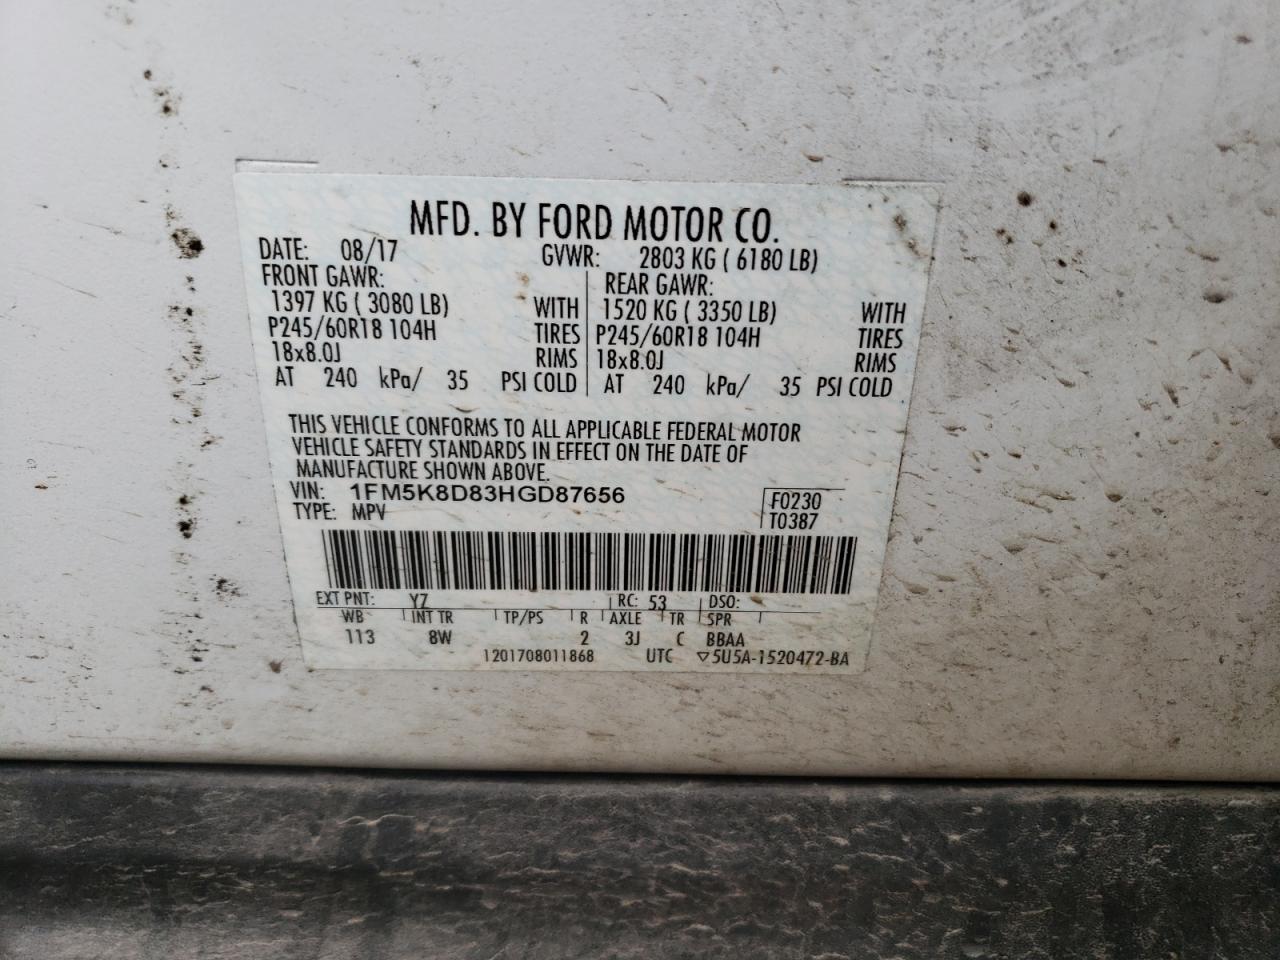 MFD. BY FORD MOTOR CO.
DATE: 08/17 GVWR: 2803 KG ( 6180 LB)
FRONT GAWR: REAR GAWR:
1397 KG ( 3080 LB) WITH 1520 KG ( 3350 LB) WITH
P245/60R18 104H TIRES P245/60R18 104H TIRES
18x8.0J RIMS 18x8.0J RIMS
AT 240 kPa/ 35 PSI COLD AT 240 kPa/ 35 PSI COLD
THIS VEHICLE CONFORMS TO ALL APPLICABLE FEDERAL MOTOR
VEHICLE SAFETY STANDARDS IN EFFECT ON THE DATE OF
MANUFACTURE SHOWN ABOVE.
VIN: 1FM5K8D83HGD87656 F0230
TYPE: MPV T0387
EXT PNT: YZ RC: 53 DSO:
WB INT TR TP/PS R AXLE TR SPR
113 8W 2 3J C BBAA
1201708011868 UTC ▽5U5A-1520472-BA